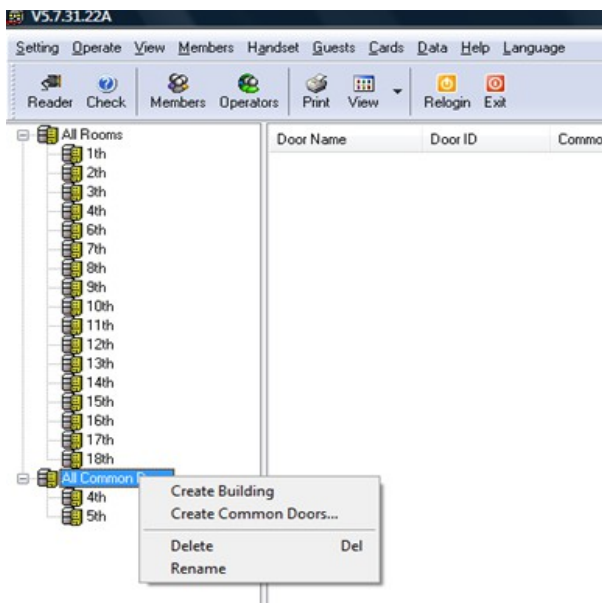 V5.7.31.22A
Setting Operate View Members Handset Guests Cards Data Help Language
Reader Check Members Operators Print View Relogin Exit
All Rooms
Door Name Door ID Commo
1th
2th
3th
4th
6th
7th
8th
9th
10th
11th
12th
13th
14th
15th
16th
17th
18th
All Common D
4th
5th
Create Building
Create Common Doors...
Delete Del
Rename